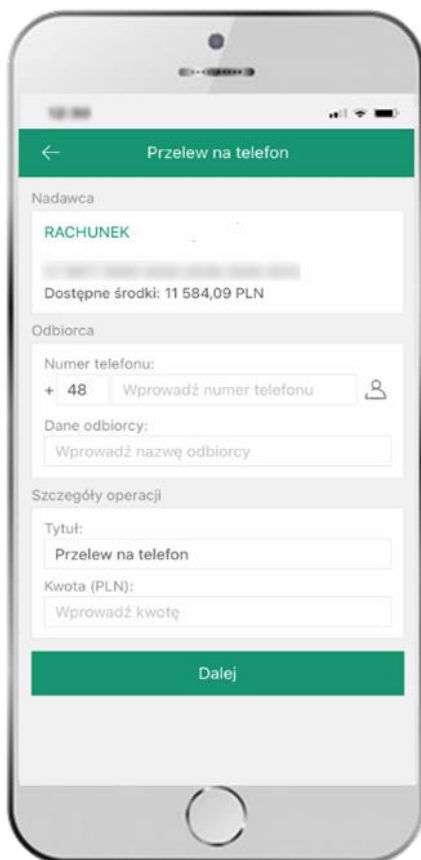 Przelew na telefon
Nadawca
RACHUNEK
Dostępne środki: 11 584,09 PLN
Odbiorca
Numer telefonu:
+ 48 Wprowadź numer telefonu
Dane odbiorcy:
Wprowadź nazwę odbiorcy
Szczegóły operacji
Tytuł:
Przelew na telefon
Kwota (PLN):
Wprowadź kwotę
Dalej